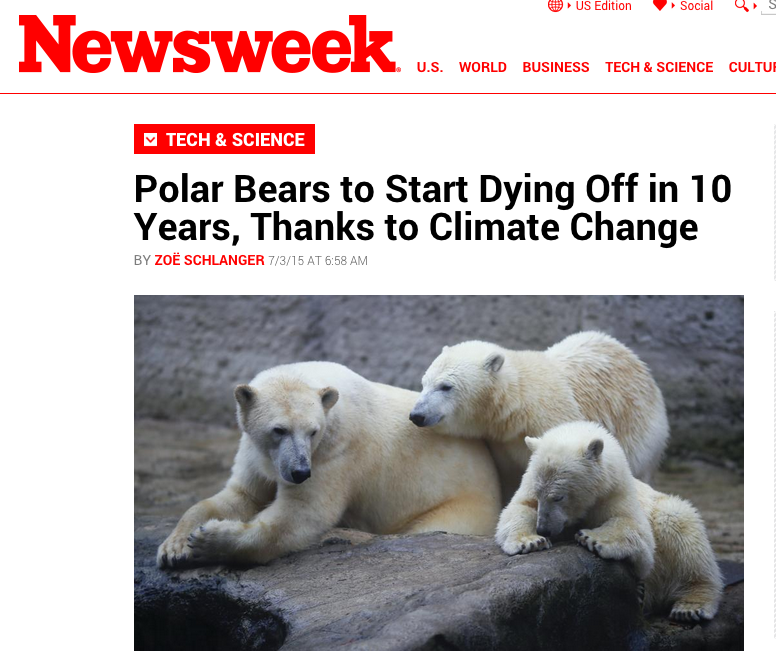 US Edition Social
Newsweek
U.S. WORLD BUSINESS TECH & SCIENCE
TECH & SCIENCE
Polar Bears to Start Dying Off in 10
Years, Thanks to Climate Change
BY ZOË SCHLANGER 7/3/15 AT 6:58 AM